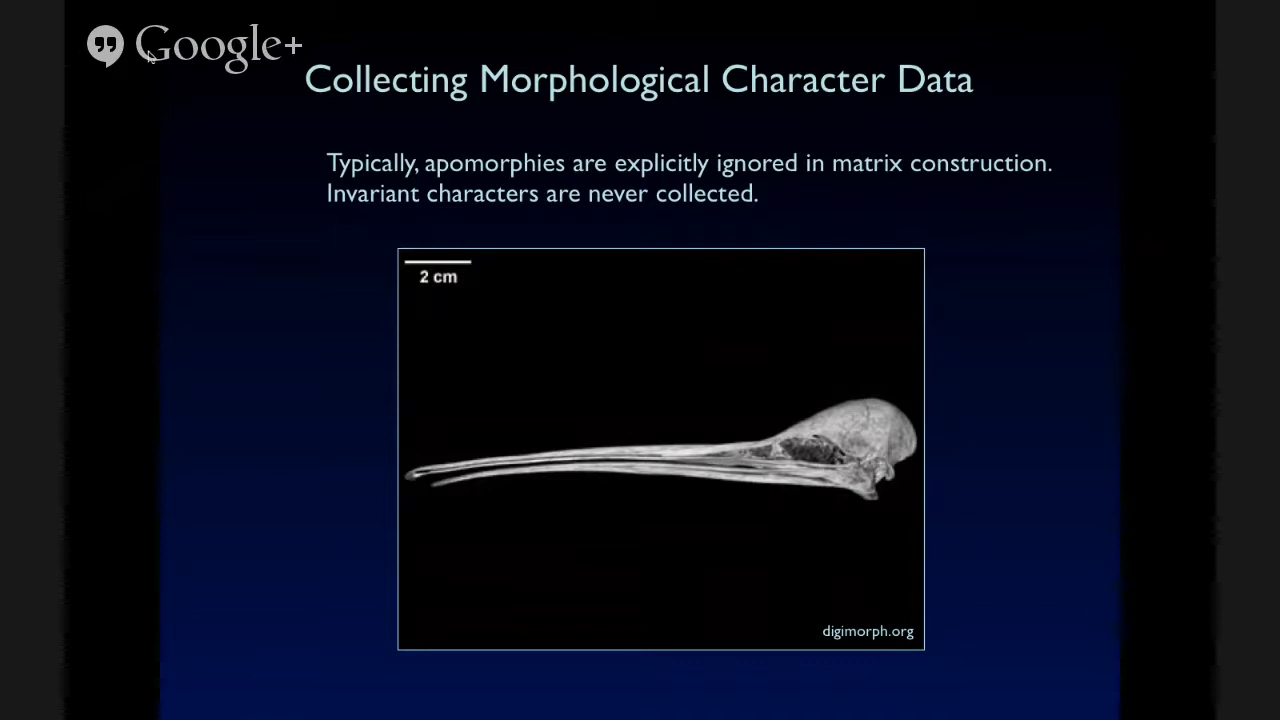 Google+
Collecting Morphological Character Data
Typically, apomorphies are explicitly ignored in matrix construction.
Invariant characters are never collected.
2 cm
digimorph.org